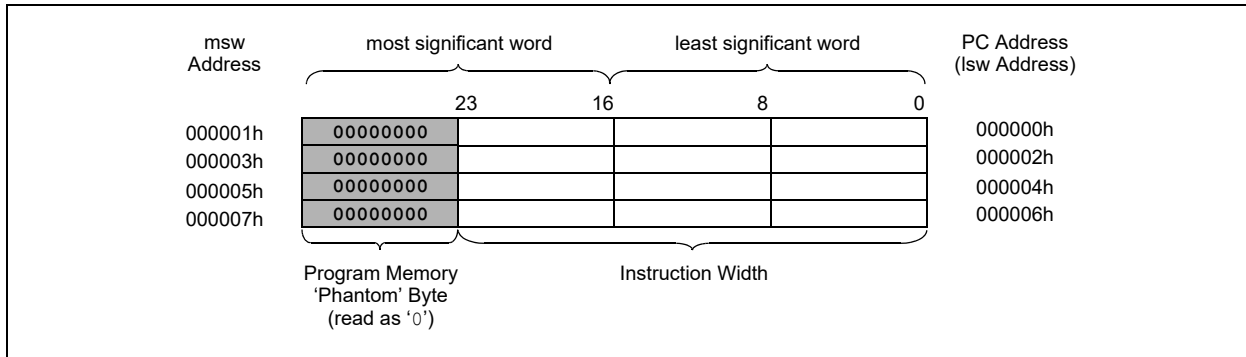 msw Address
most significant word
least significant word
PC Address
(lsw Address)
23 16 8 0
000001h 00000000 000000h
000003h 00000000 000002h
000005h 00000000 000004h
000007h 00000000 000006h
Program Memory
‘Phantom’ Byte
(read as ‘0’)
Instruction Width